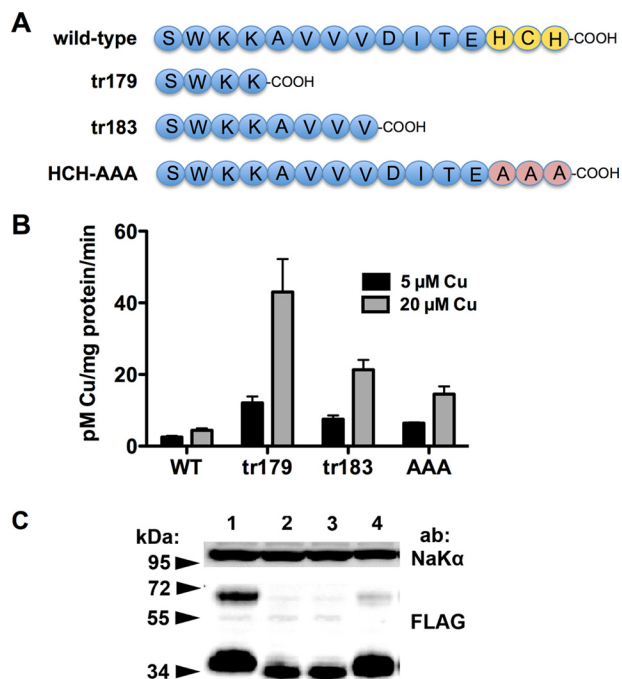 A
wild-type S W K K A V V V D I T E H C H -COOH
tr179 S W K K -COOH
tr183 S W K K A V V V -COOH
HCH-AAA S W K K A V V V D I T E A A A -COOH
B
pM Cu/mg protein/min
60
40
20
0
5 µM Cu
20 µM Cu
WT tr179 tr183 AAA
C
kDa: 1 2 3 4 ab:
95 NaKα
72
55 FLAG
34